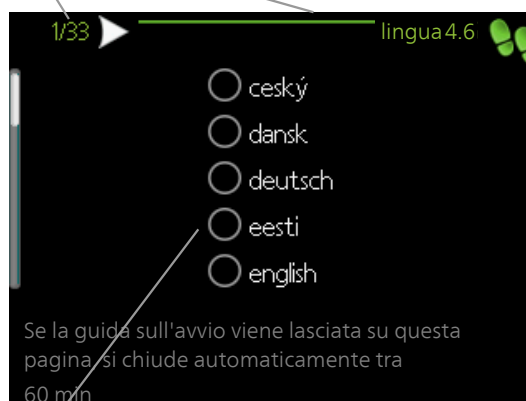 1/33 lingua 4.6
ceský
dansk
deutsch
eesti
english
Se la guida sull'avvio viene lasciata su questa
pagina, si chiude automaticamente tra
60 min